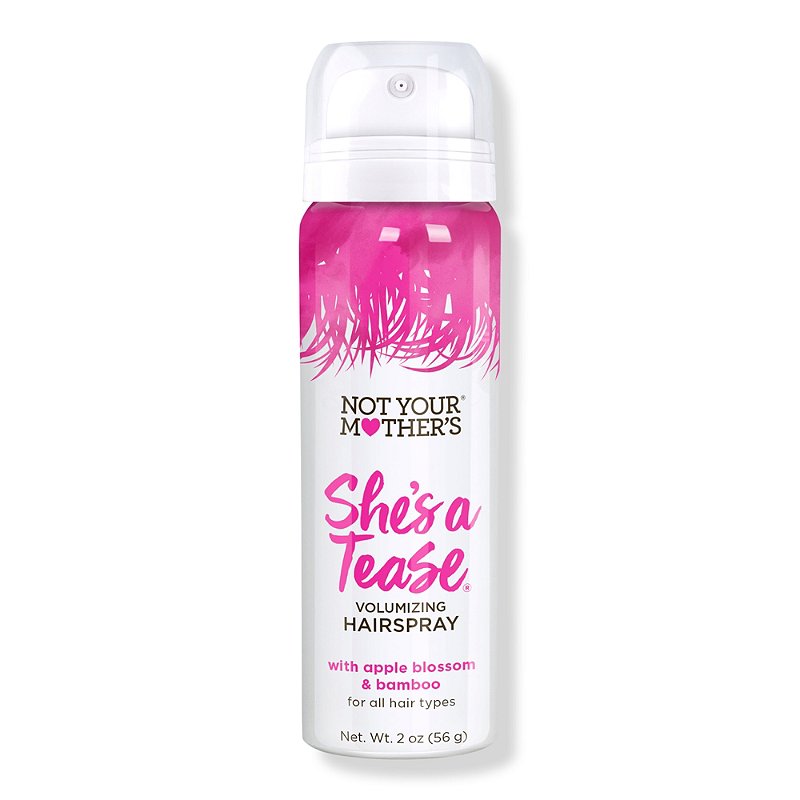 NOT YOUR®
MOTHER'S
She's a
Tease®
VOLUMIZING
HAIRSPRAY
with apple blossom
& bamboo
for all hair types
Net. Wt. 2 oz (56 g)